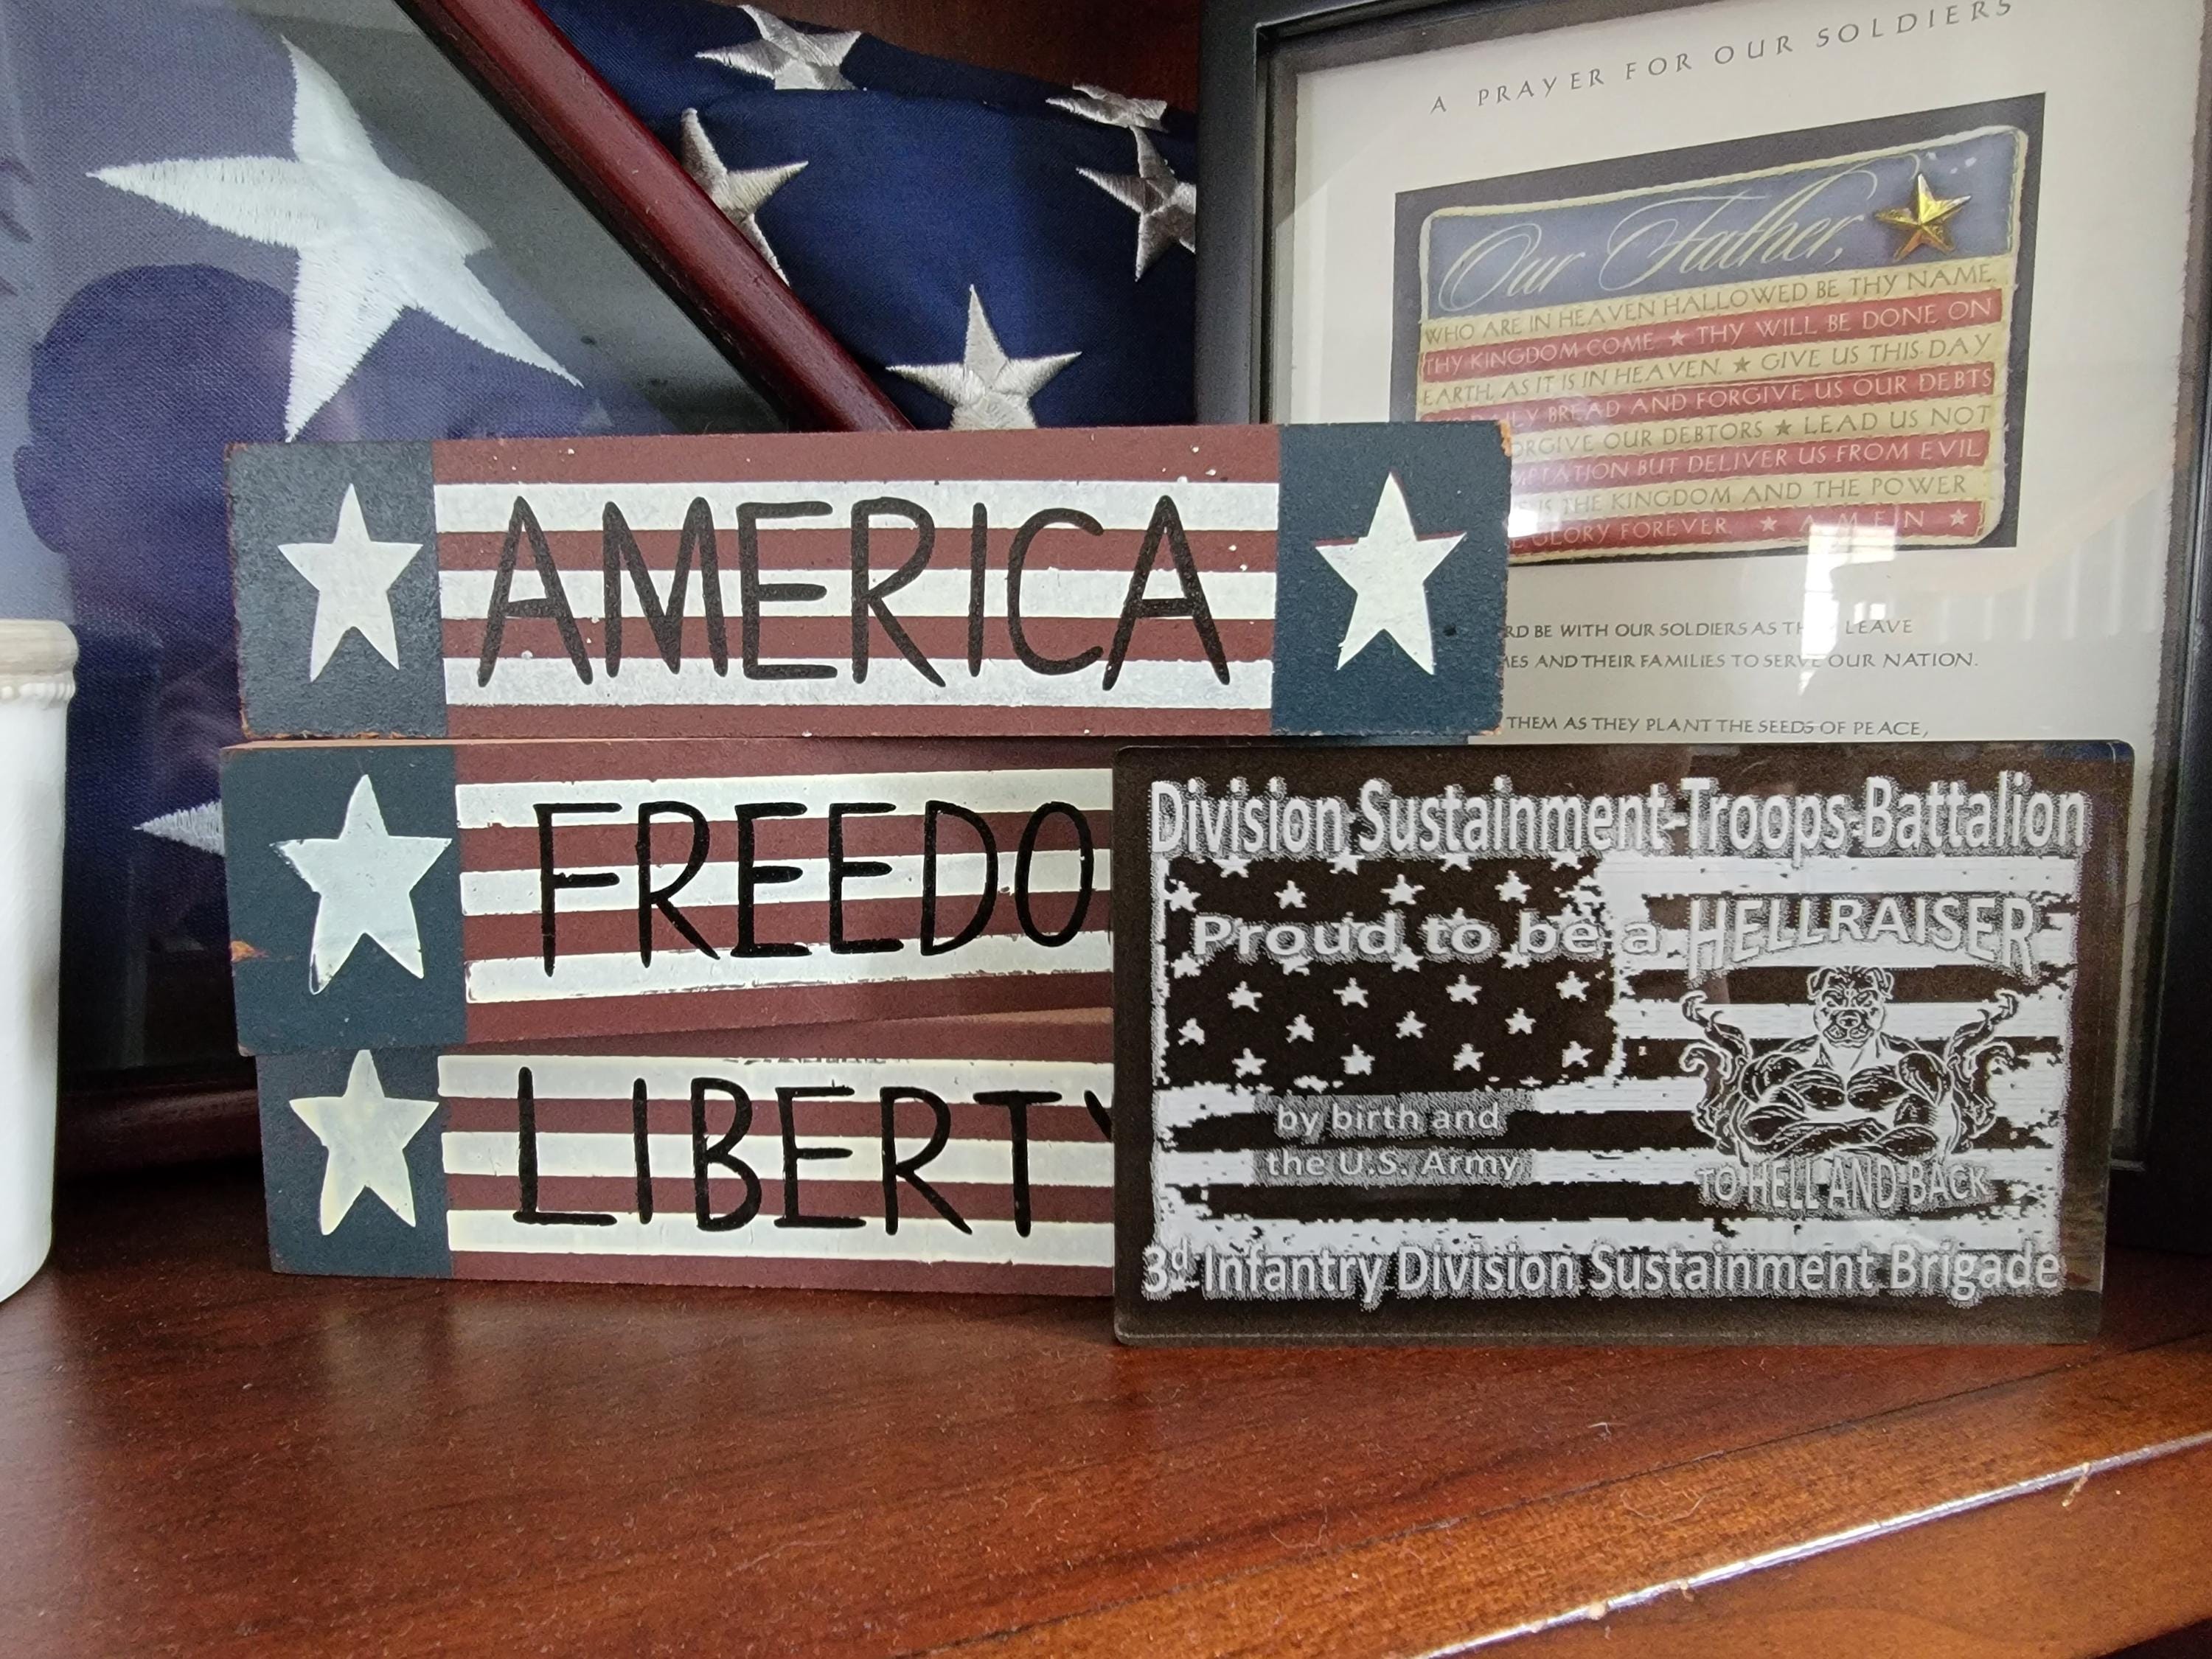 A PRAYER FOR OUR SOLDIERS
Our Father,
WHO ARE IN HEAVEN HALLOWED BE THY NAME.
THY KINGDOM COME ★ THY WILL BE DONE ON
EARTH, AS IT IS IN HEAVEN. ★ GIVE US THIS DAY
DAILY BREAD AND FORGIVE US OUR DEBTS
FORGIVE OUR DEBTORS ★ LEAD US NOT
BUT DELIVER US FROM EVIL
IS THE KINGDOM AND THE POWER
GLORY FOREVER. ★ AMEN ★
BE WITH OUR SOLDIERS AS THEY LEAVE
AND THEIR FAMILIES TO SERVE OUR NATION.
THEM AS THEY PLANT THE SEEDS OF PEACE,
AMERICA
FREEDO
LIBERTY
Division Sustainment Troops Battalion
Proud to be a HELLRAISER
by birth and
the U.S. Army
TO HELL AND BACK
3d Infantry Division Sustainment Brigade